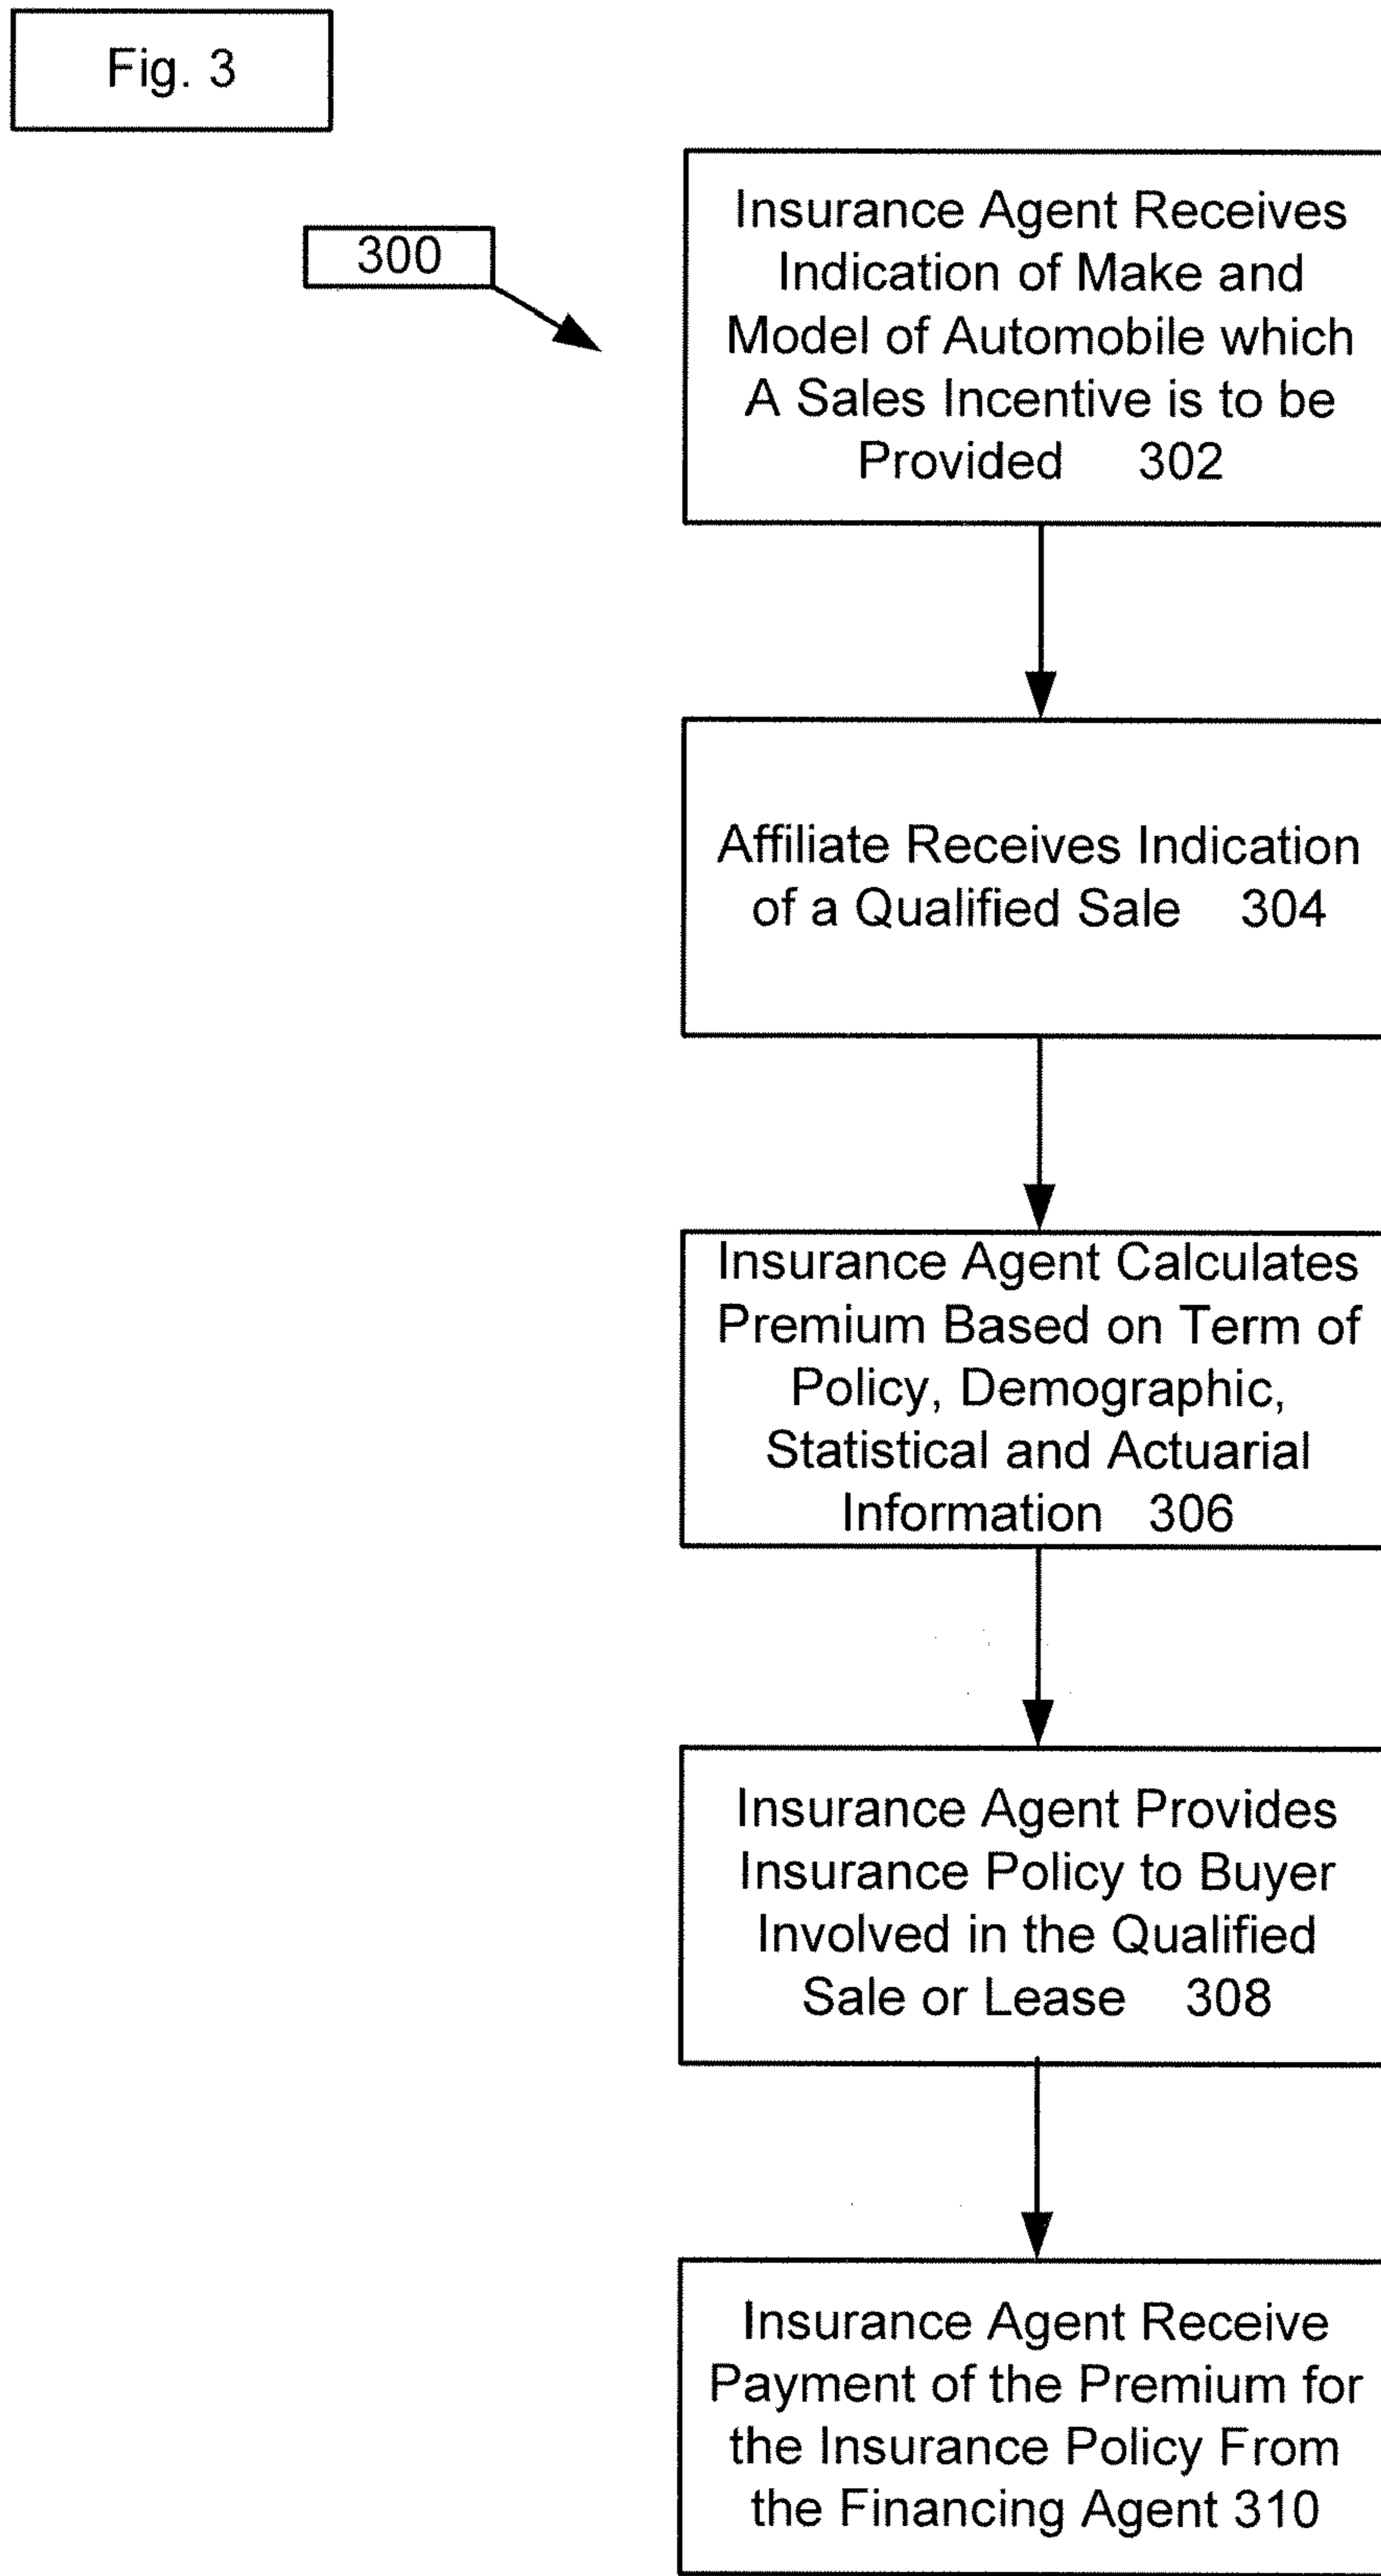 Fig. 3
300
Insurance Agent Receives
Indication of Make and
Model of Automobile which
A Sales Incentive is to be
Provided 302
Affiliate Receives Indication
of a Qualified Sale 304
Insurance Agent Calculates
Premium Based on Term of
Policy, Demographic,
Statistical and Actuarial
Information 306
Insurance Agent Provides
Insurance Policy to Buyer
Involved in the Qualified
Sale or Lease 308
Insurance Agent Receive
Payment of the Premium for
the Insurance Policy From
the Financing Agent 310